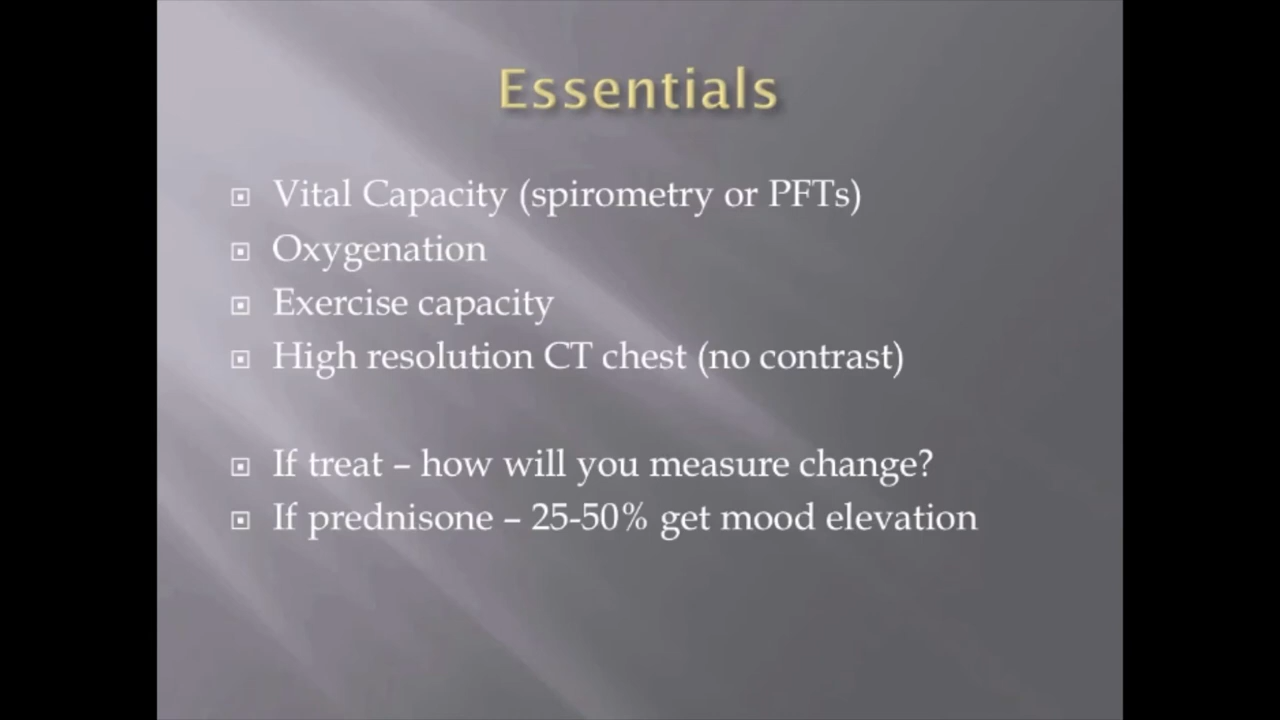 Essentials
Vital Capacity (spirometry or PFTs)
Oxygenation
Exercise capacity
High resolution CT chest (no contrast)
If treat – how will you measure change?
If prednisone – 25-50% get mood elevation